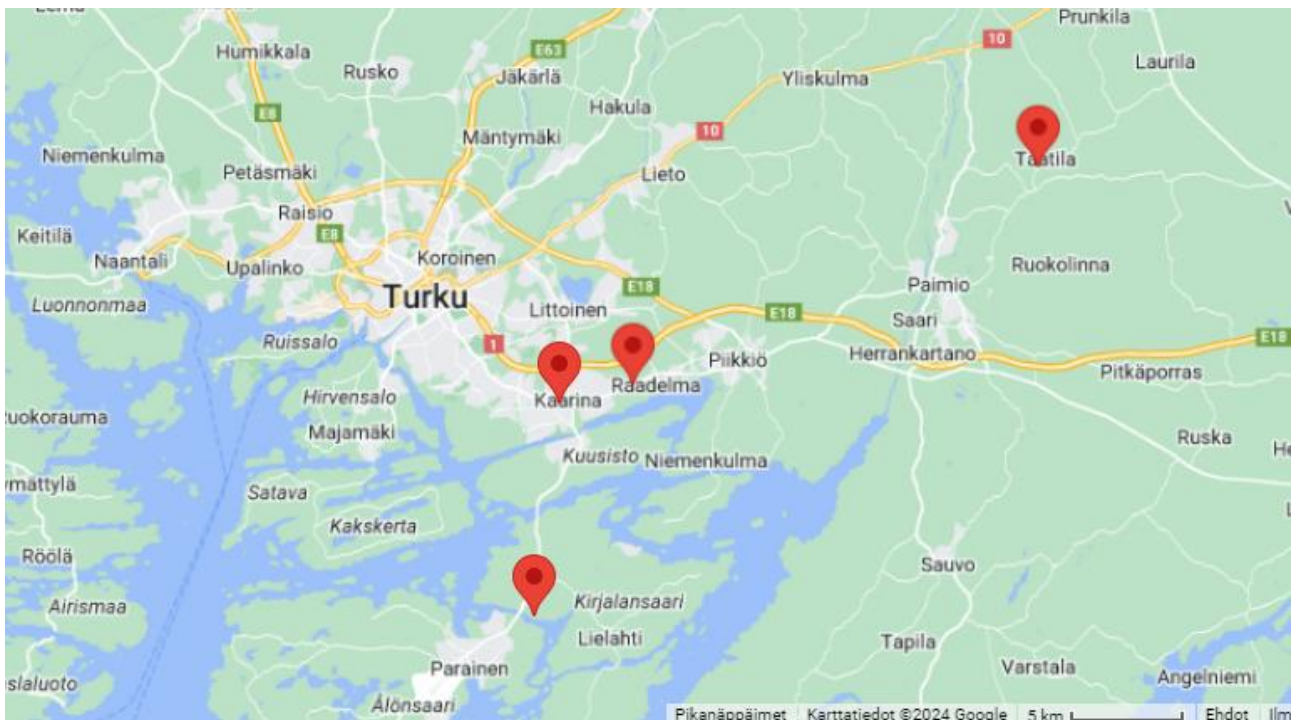 Prunkila
10
Humikkala
E63
Laurila
Rusko
Jäkärlä
Yliskulma
E8
Hakula
10
Mäntymäki
Niemenkulma
Taatila
Petäsmäki
Lieto
Raisio
E8
Keitilä
Koroinen
Naantali
Upalinko
Ruokolinna
Paimio
E18
Turku
Luonnonmaa
Littoinen
E18
Saari
Ruissalo
1
E18
Herrankartano
Piikkiö
Pitkäporras
Raadelma
Hirvensalo
Kaarina
Majamäki
Ruska
Kuusisto
Niemenkulma
Satava
Kakskerta
Röölä
Sauvo
Airismaa
Kirjalansaari
Lielahti
Tapila
Parainen
Varstala
Angelniemi
Ålönsaari
Pikanäppäimet
Karttatiedot ©2024 Google
5 km
Ehdot